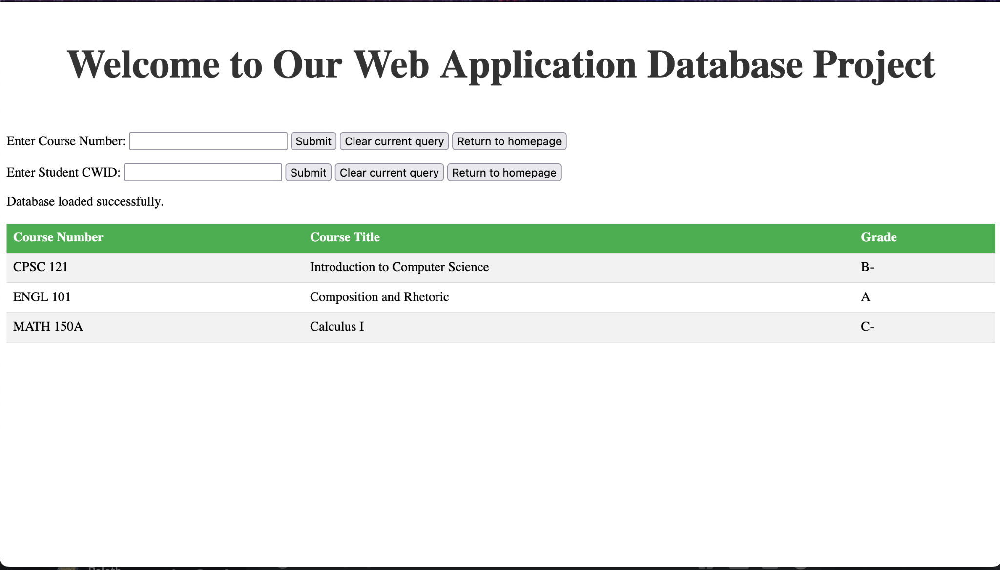 Welcome to Our Web Application Database Project
Enter Course Number: Submit Clear current query Return to homepage
Enter Student CWID: Submit Clear current query Return to homepage
Database loaded successfully.
Course Number Course Title Grade
CPSC 121 Introduction to Computer Science B-
ENGL 101 Composition and Rhetoric A
MATH 150A Calculus I C-